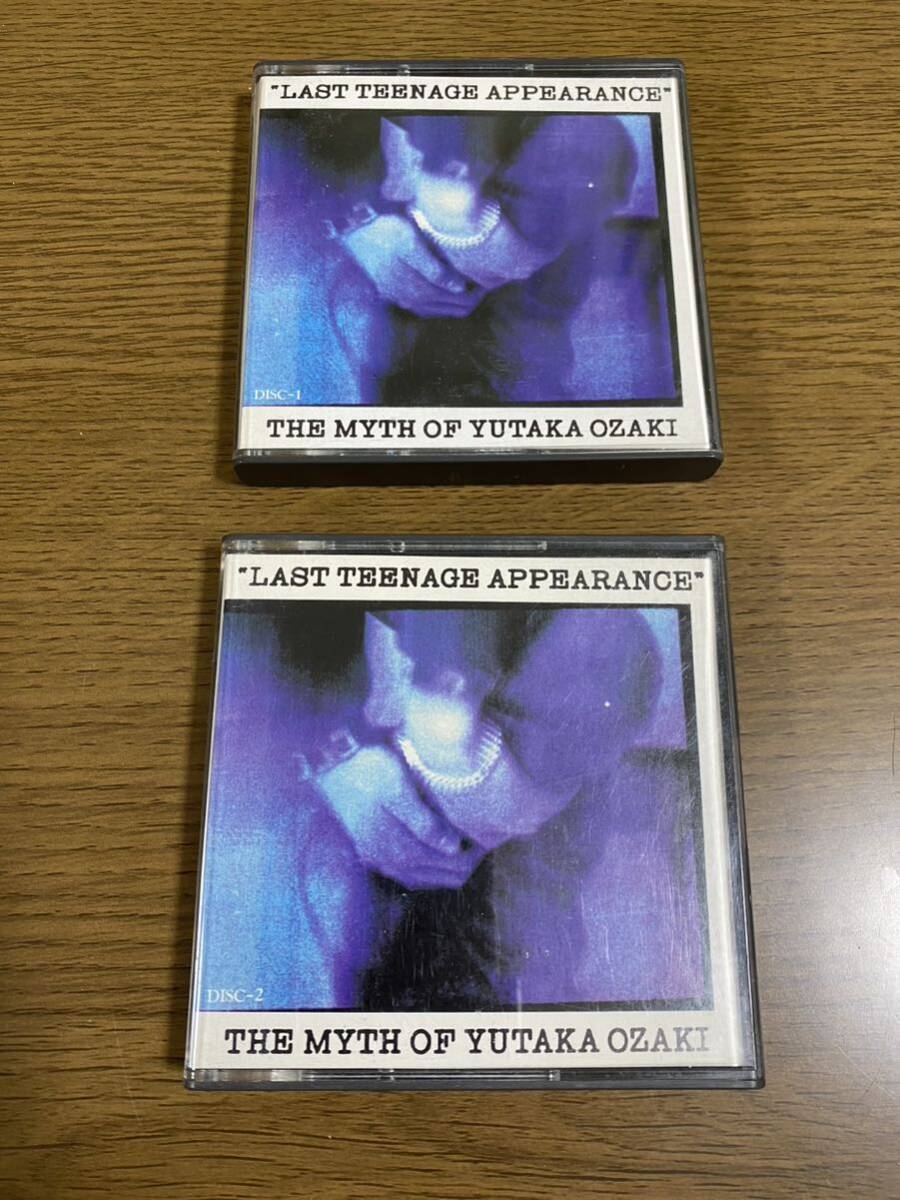 "LAST TEENAGE APPEARANCE"
DISC-1
THE MYTH OF YUTAKA OZAKI
"LAST TEENAGE APPEARANCE"
DISC-2
THE MYTH OF YUTAKA OZAKI